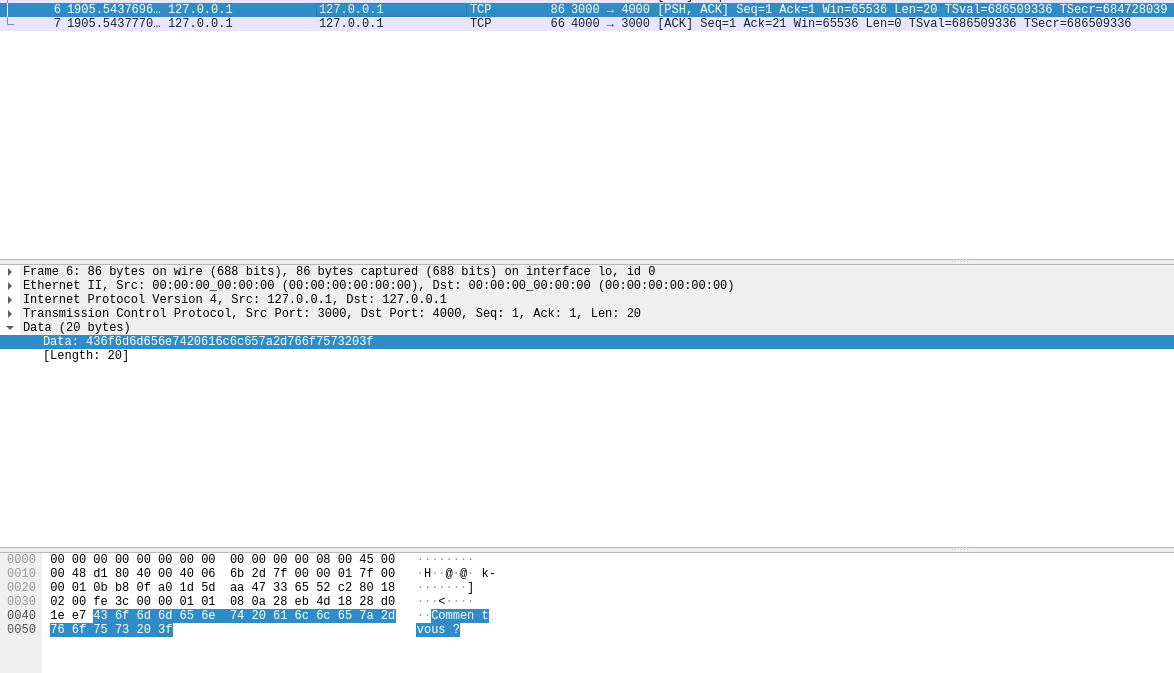 6 1905.5437696… 127.0.0.1 127.0.0.1 TCP 86 3000 → 4000 [PSH, ACK] Seq=1 Ack=1 Win=65536 Len=20 TSval=686509336 TSecr=684728039
7 1905.5437770… 127.0.0.1 127.0.0.1 TCP 66 4000 → 3000 [ACK] Seq=1 Ack=21 Win=65536 Len=0 TSval=686509336 TSecr=686509336
Frame 6: 86 bytes on wire (688 bits), 86 bytes captured (688 bits) on interface lo, id 0
Ethernet II, Src: 00:00:00_00:00:00 (00:00:00:00:00:00), Dst: 00:00:00_00:00:00 (00:00:00:00:00:00)
Internet Protocol Version 4, Src: 127.0.0.1, Dst: 127.0.0.1
Transmission Control Protocol, Src Port: 3000, Dst Port: 4000, Seq: 1, Ack: 1, Len: 20
Data (20 bytes)
Data: 436f6d6d656e7420616c6c657a2d766f7573203f
[Length: 20]
0000 00 00 00 00 00 00 00 00 00 00 00 00 08 00 45 00 ········
0010 00 48 d1 80 40 00 40 06 6b 2d 7f 00 00 01 7f 00 ·H··@·@· k-
0020 00 01 0b b8 0f a0 1d 5d aa 47 33 65 52 c2 80 18 ·······]
0030 02 00 fe 3c 00 00 01 01 08 0a 28 eb 4d 18 28 d0 ···<····
0040 1e e7 43 6f 6d 6d 65 6e 74 20 61 6c 6c 65 7a 2d ··Commen t
0050 76 6f 75 73 20 3f vous ?